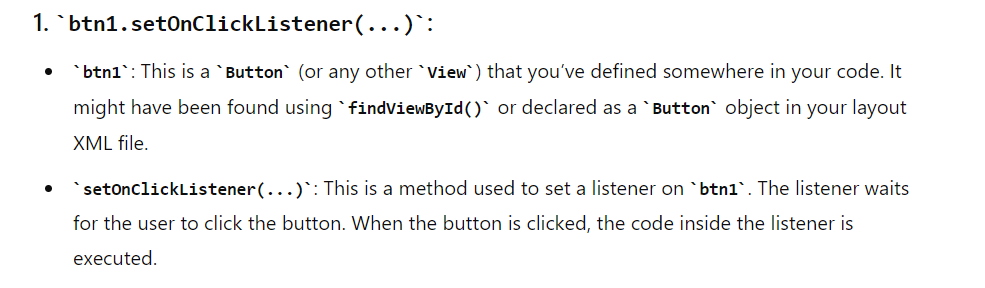 1. `btn1.setOnClickListener(...)`:
• `btn1`: This is a `Button` (or any other `View`) that you've defined somewhere in your code. It
might have been found using `findViewById()` or declared as a `Button` object in your layout
XML file.
• `setOnClickListener(...)`: This is a method used to set a listener on `btn1`. The listener waits
for the user to click the button. When the button is clicked, the code inside the listener is
executed.